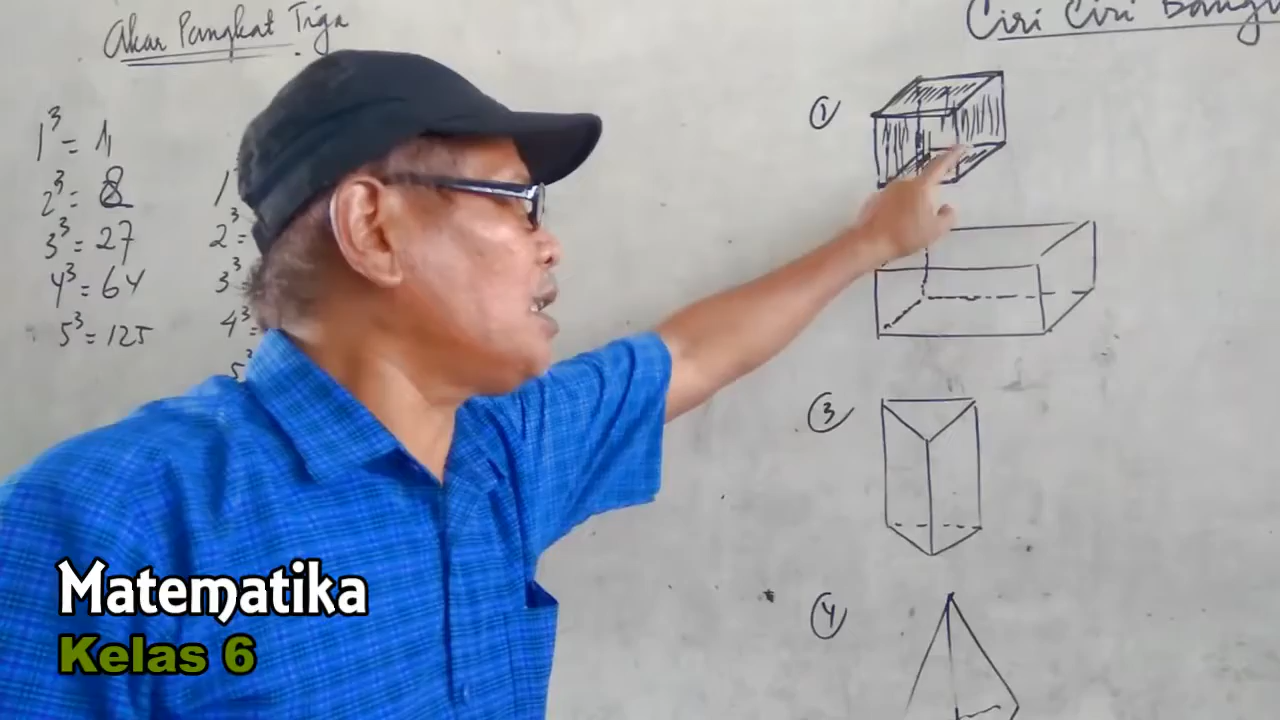 Akar Pangkat Tiga
1³ = 1
2³ = 8
3³ = 27
4³ = 64
5³ = 125
1
2³ =
3³
4³ =
5³
Ciri Ciri Bangu
1
3
4
Matematika
Kelas 6